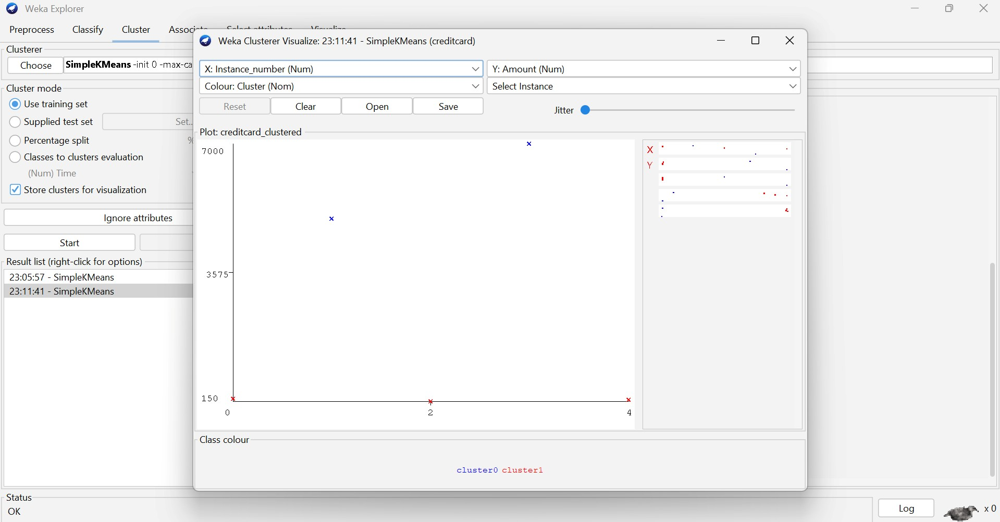 Weka Explorer
Preprocess Classify Cluster Associate Select attributes Visualize
Weka Clusterer Visualize: 23:11:41 - SimpleKMeans (creditcard)
Clusterer
Choose SimpleKMeans -init 0 -max-ca
X: Instance_number (Num) Y: Amount (Num)
Colour: Cluster (Nom) Select Instance
Reset Clear Open Save Jitter
Cluster mode
Use training set
Supplied test set Set..
Percentage split %
Classes to clusters evaluation
(Num) Time
Store clusters for visualization
Ignore attributes
Start
Result list (right-click for options)
23:05:57 - SimpleKMeans
23:11:41 - SimpleKMeans
Plot: creditcard_clustered
7000
3575
150
0 2 4
X
Y
Class colour
cluster0 cluster1
Status
OK
Log x 0